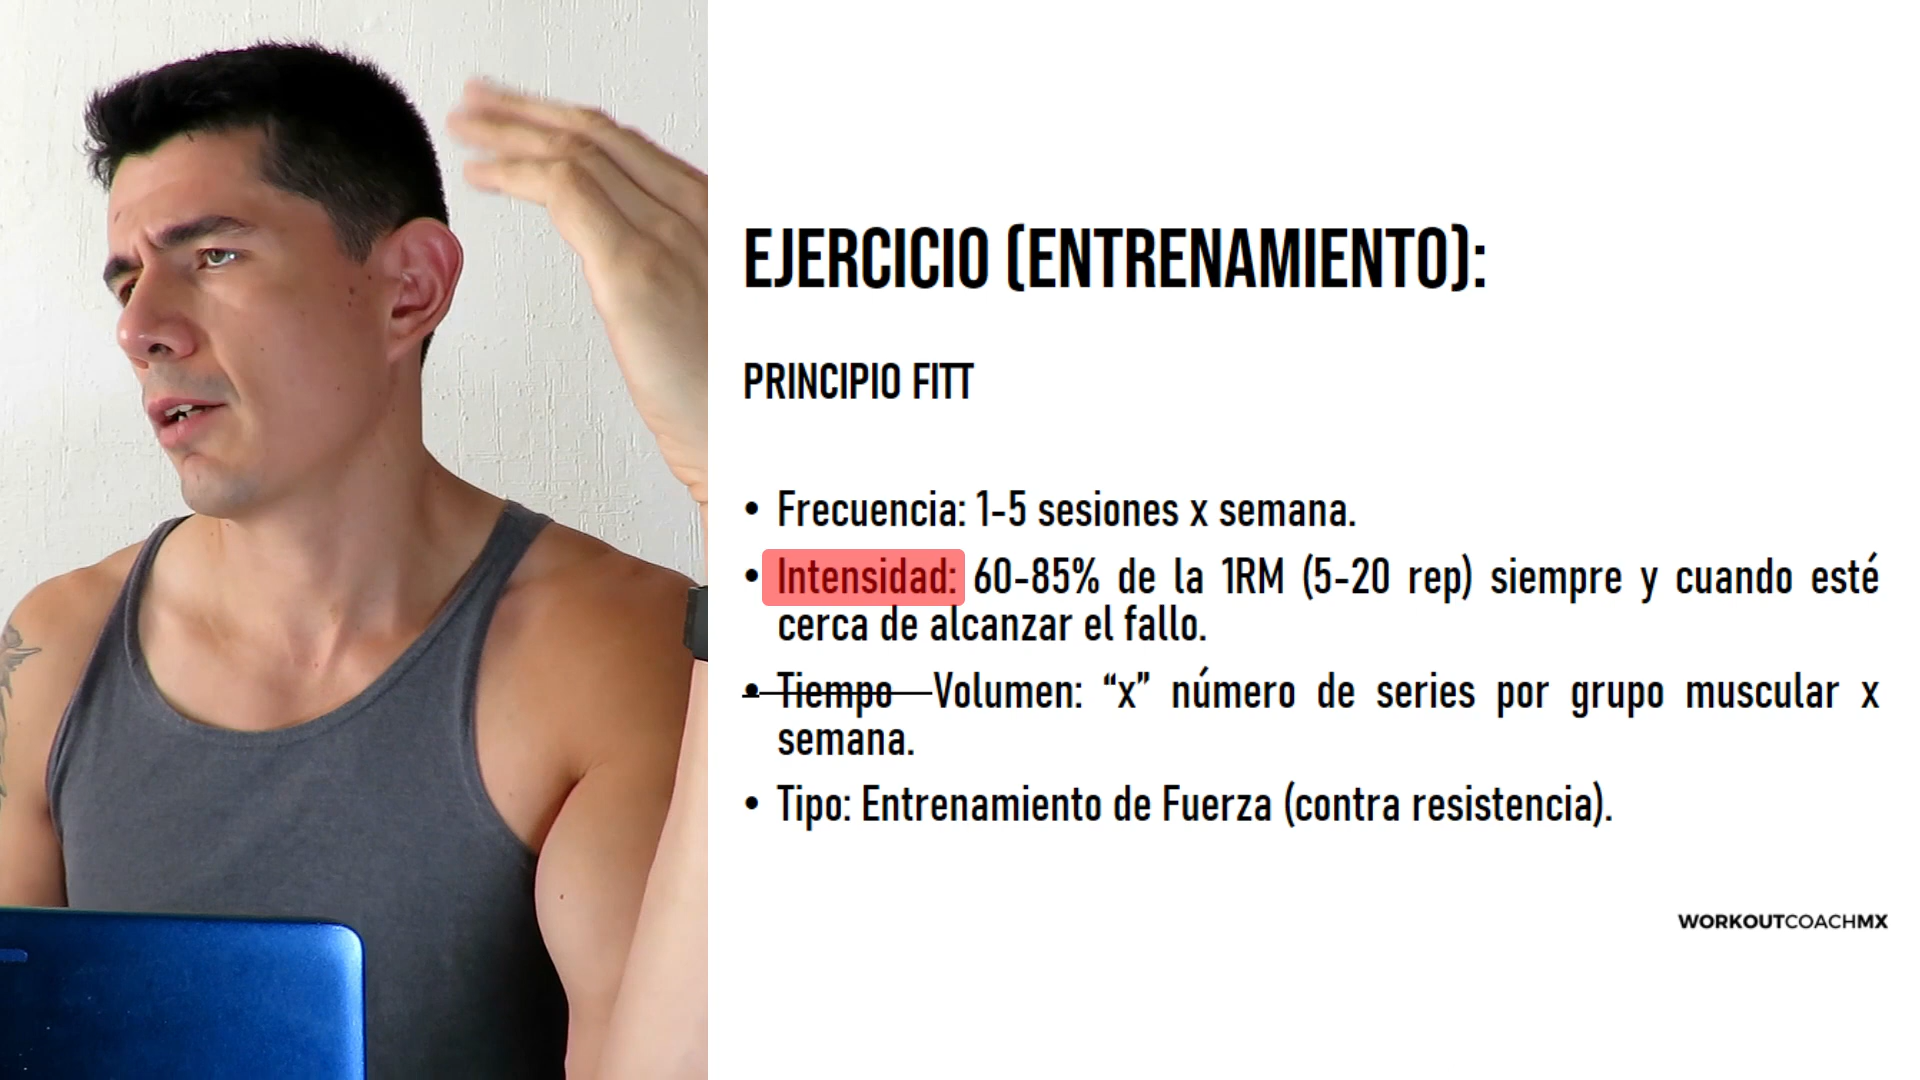 EJERCICIO (ENTRENAMIENTO):
PRINCIPIO FITT
• Frecuencia: 1-5 sesiones x semana.
• Intensidad: 60-85% de la 1RM (5-20 rep) siempre y cuando esté
cerca de alcanzar el fallo.
• Tiempo Volumen: “x” número de series por grupo muscular x
semana.
• Tipo: Entrenamiento de Fuerza (contra resistencia).
WORKOUTCOACHMX